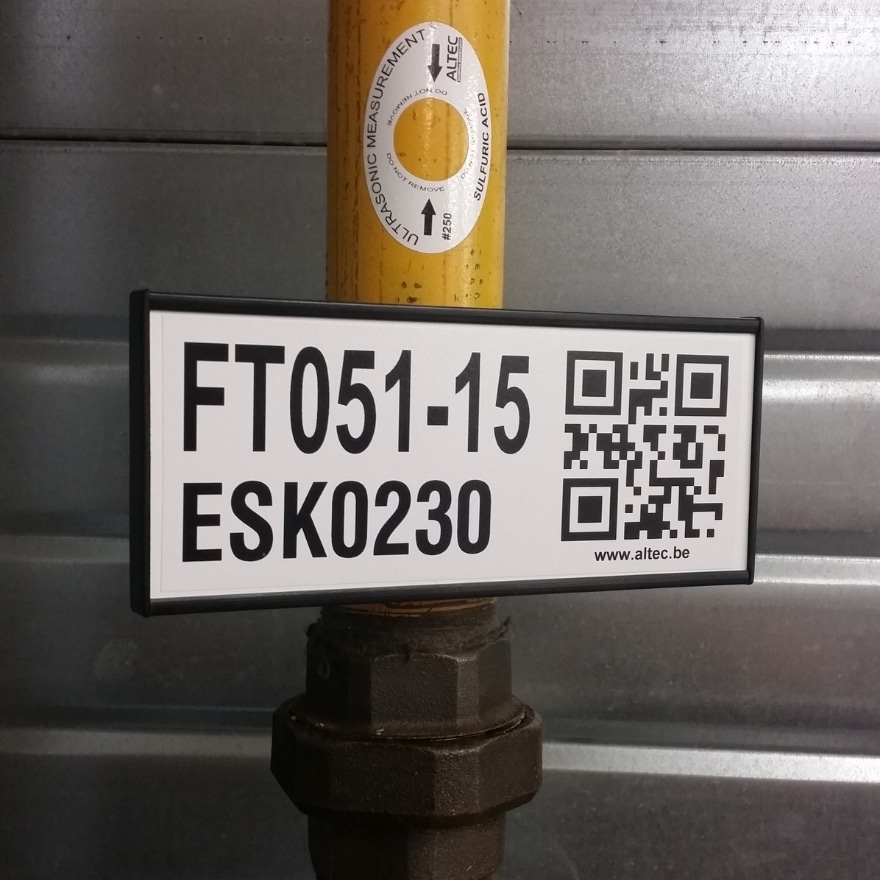 ULTRASONIC MEASUREMENT
ALTEC
SULFURIC ACID
DO NOT REMOVE
DO NOT REMOVE
#250
FT051-15
ESK0230
www.altec.be